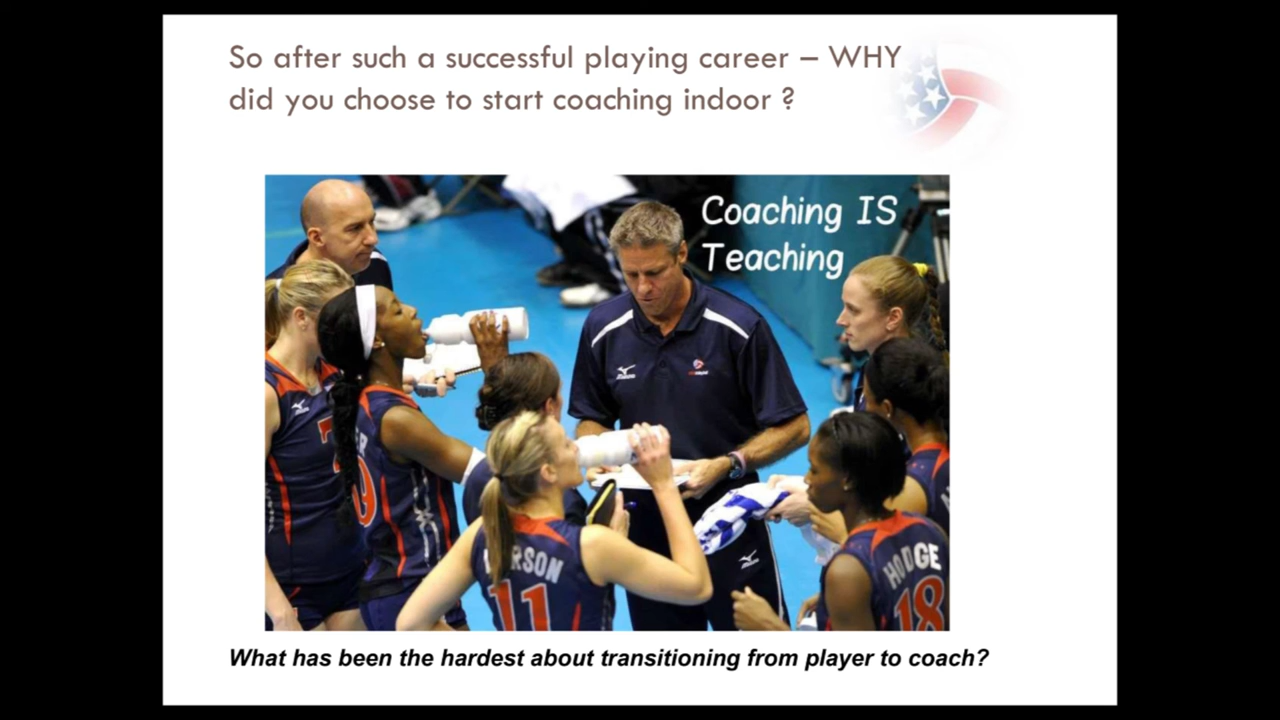 So after such a successful playing career – WHY
did you choose to start coaching indoor ?
Coaching IS
Teaching
HODGE
11
18
What has been the hardest about transitioning from player to coach?